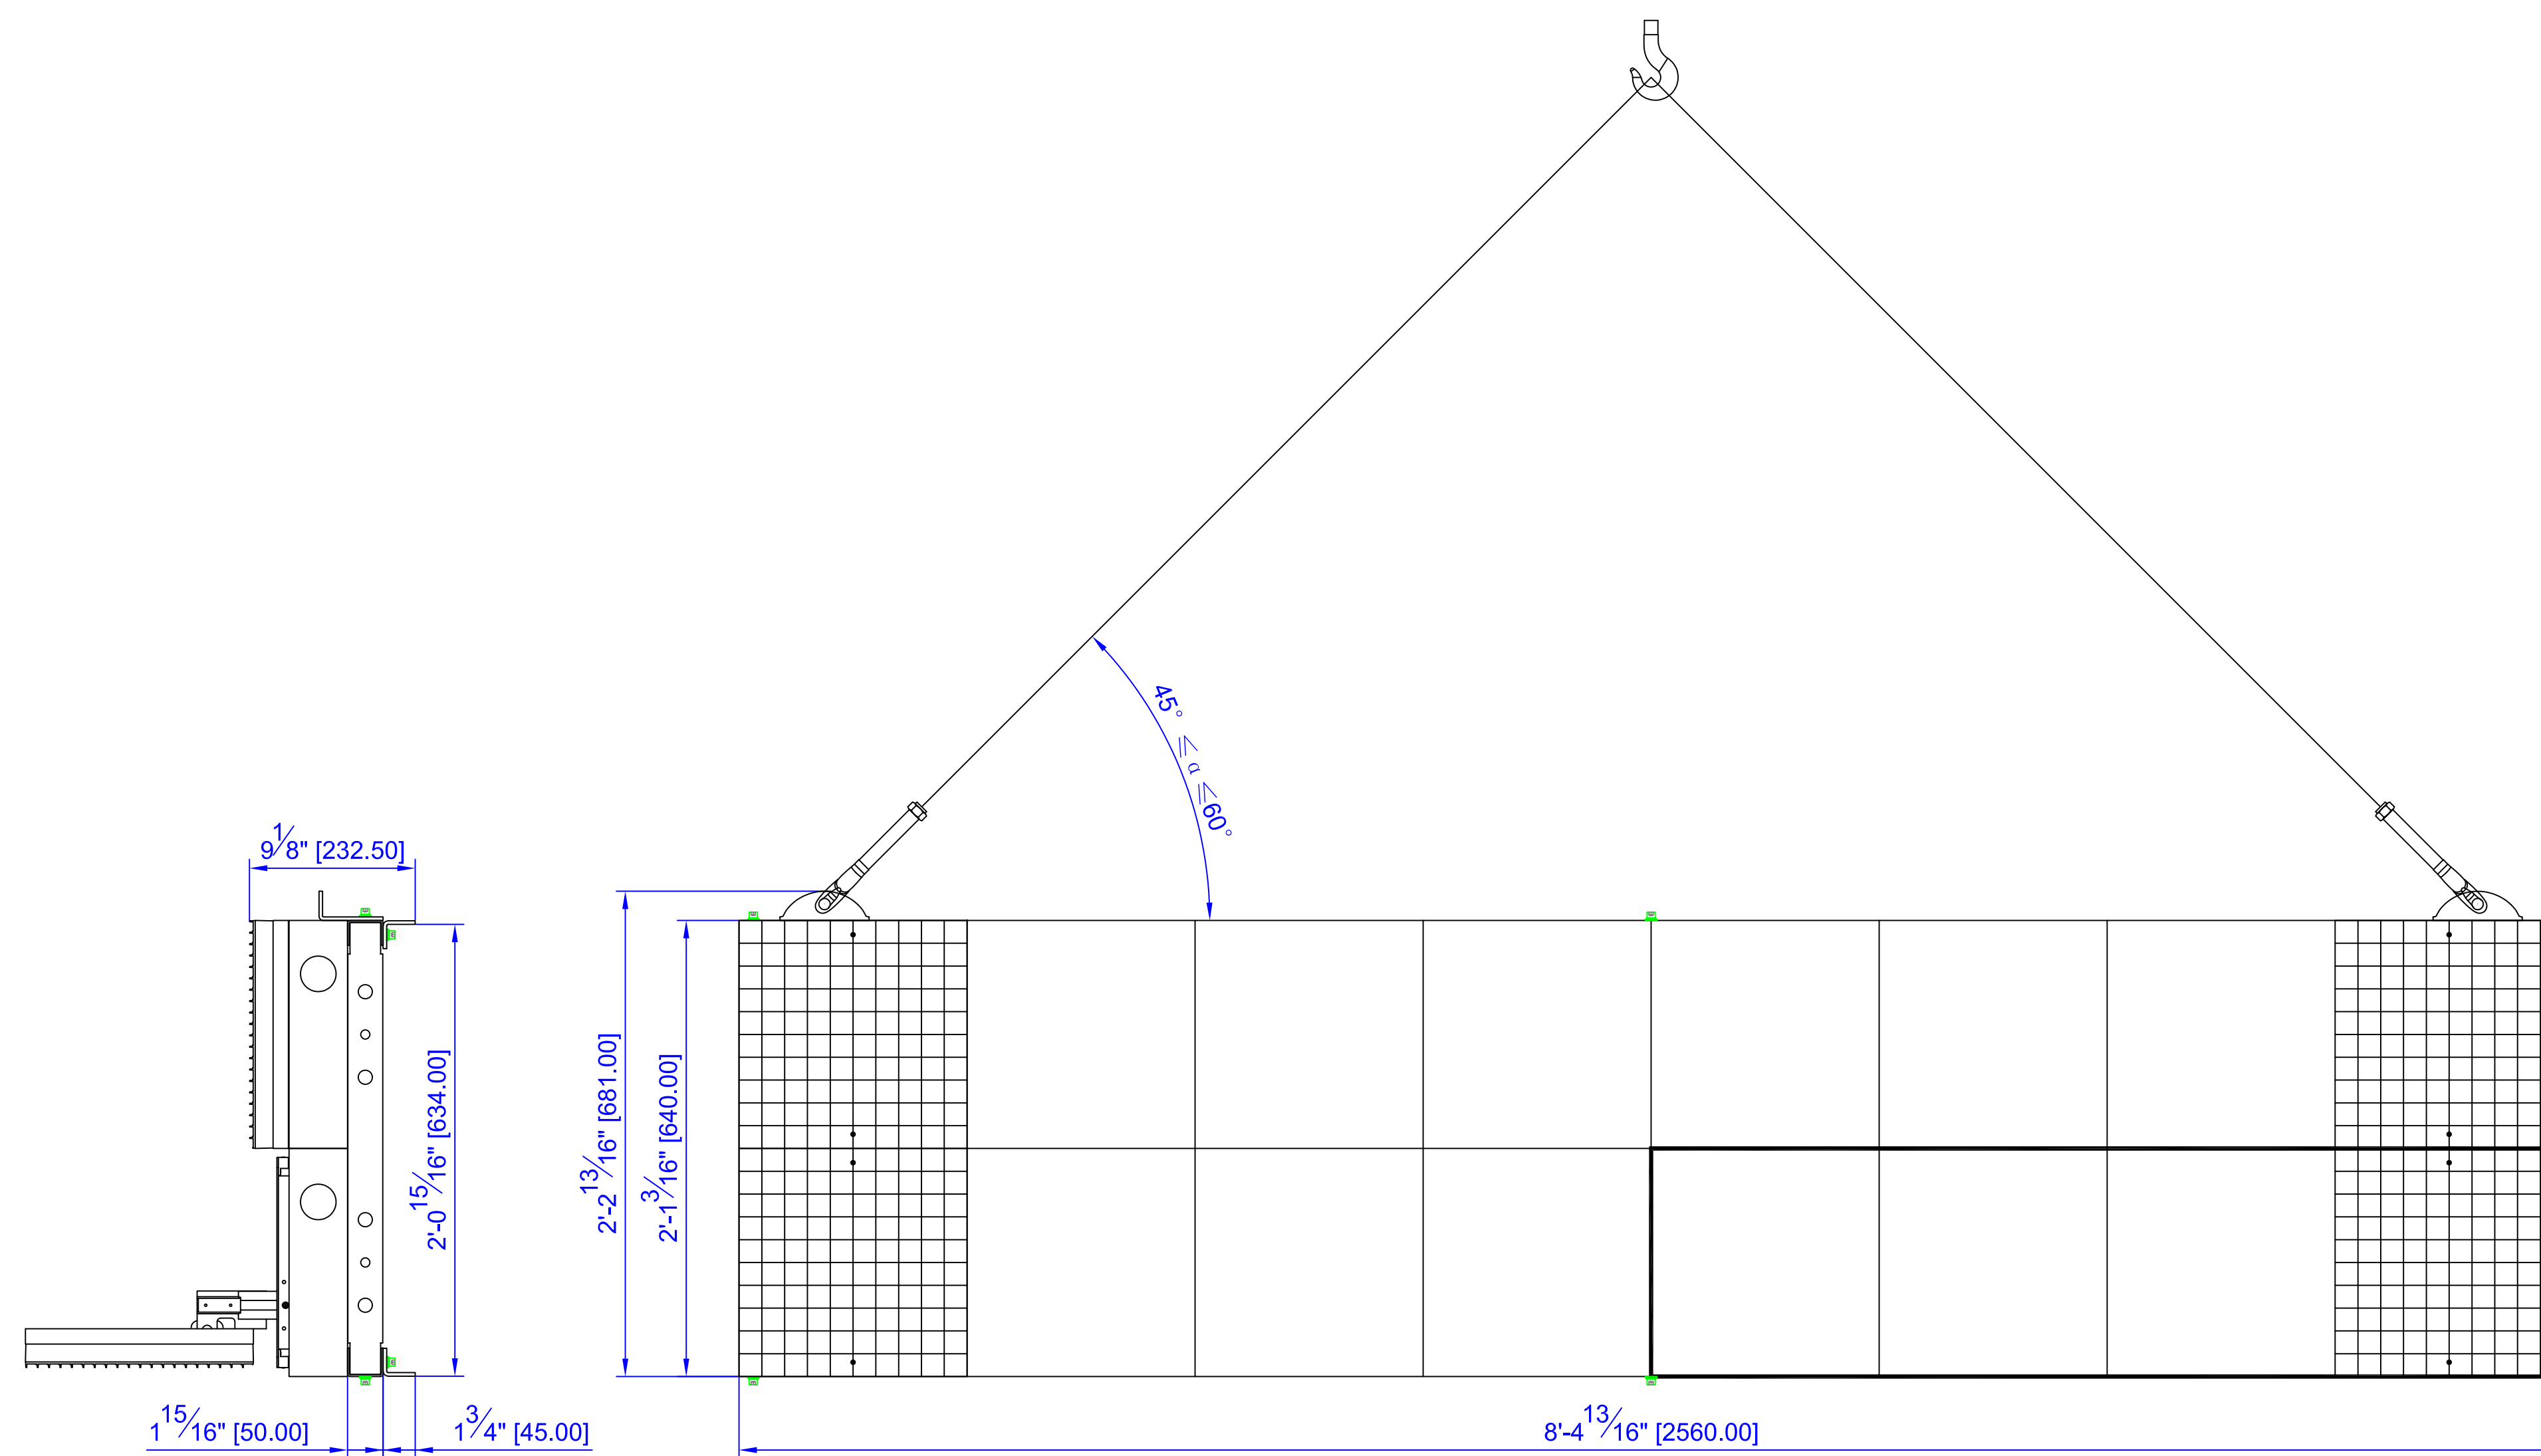 45° ≤ α ≤60°
9 1/8" [232.50]
2'-0 15/16" [634.00]
2'-2 13/16" [681.00]
2'-1 3/16" [640.00]
1 15/16" [50.00]
1 3/4" [45.00]
8'-4 13/16" [2560.00]